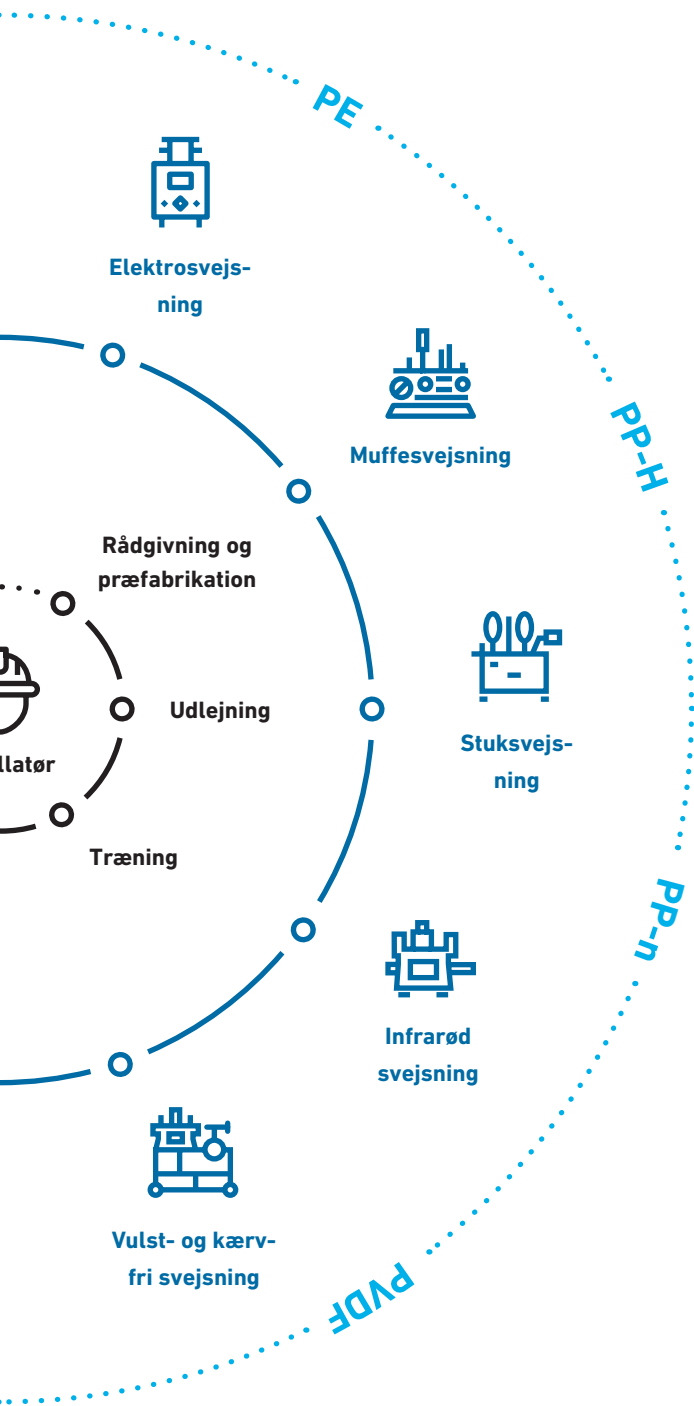 PE
Elektrosvejs-
ning
PP-H
Muffesvejsning
Rådgivning og
præfabrikation
Udlejning
Stuksvejs-
ning
llatør
Træning
PP-n
Infrarød
svejsning
Vulst- og kærv-
fri svejsning
PVDF